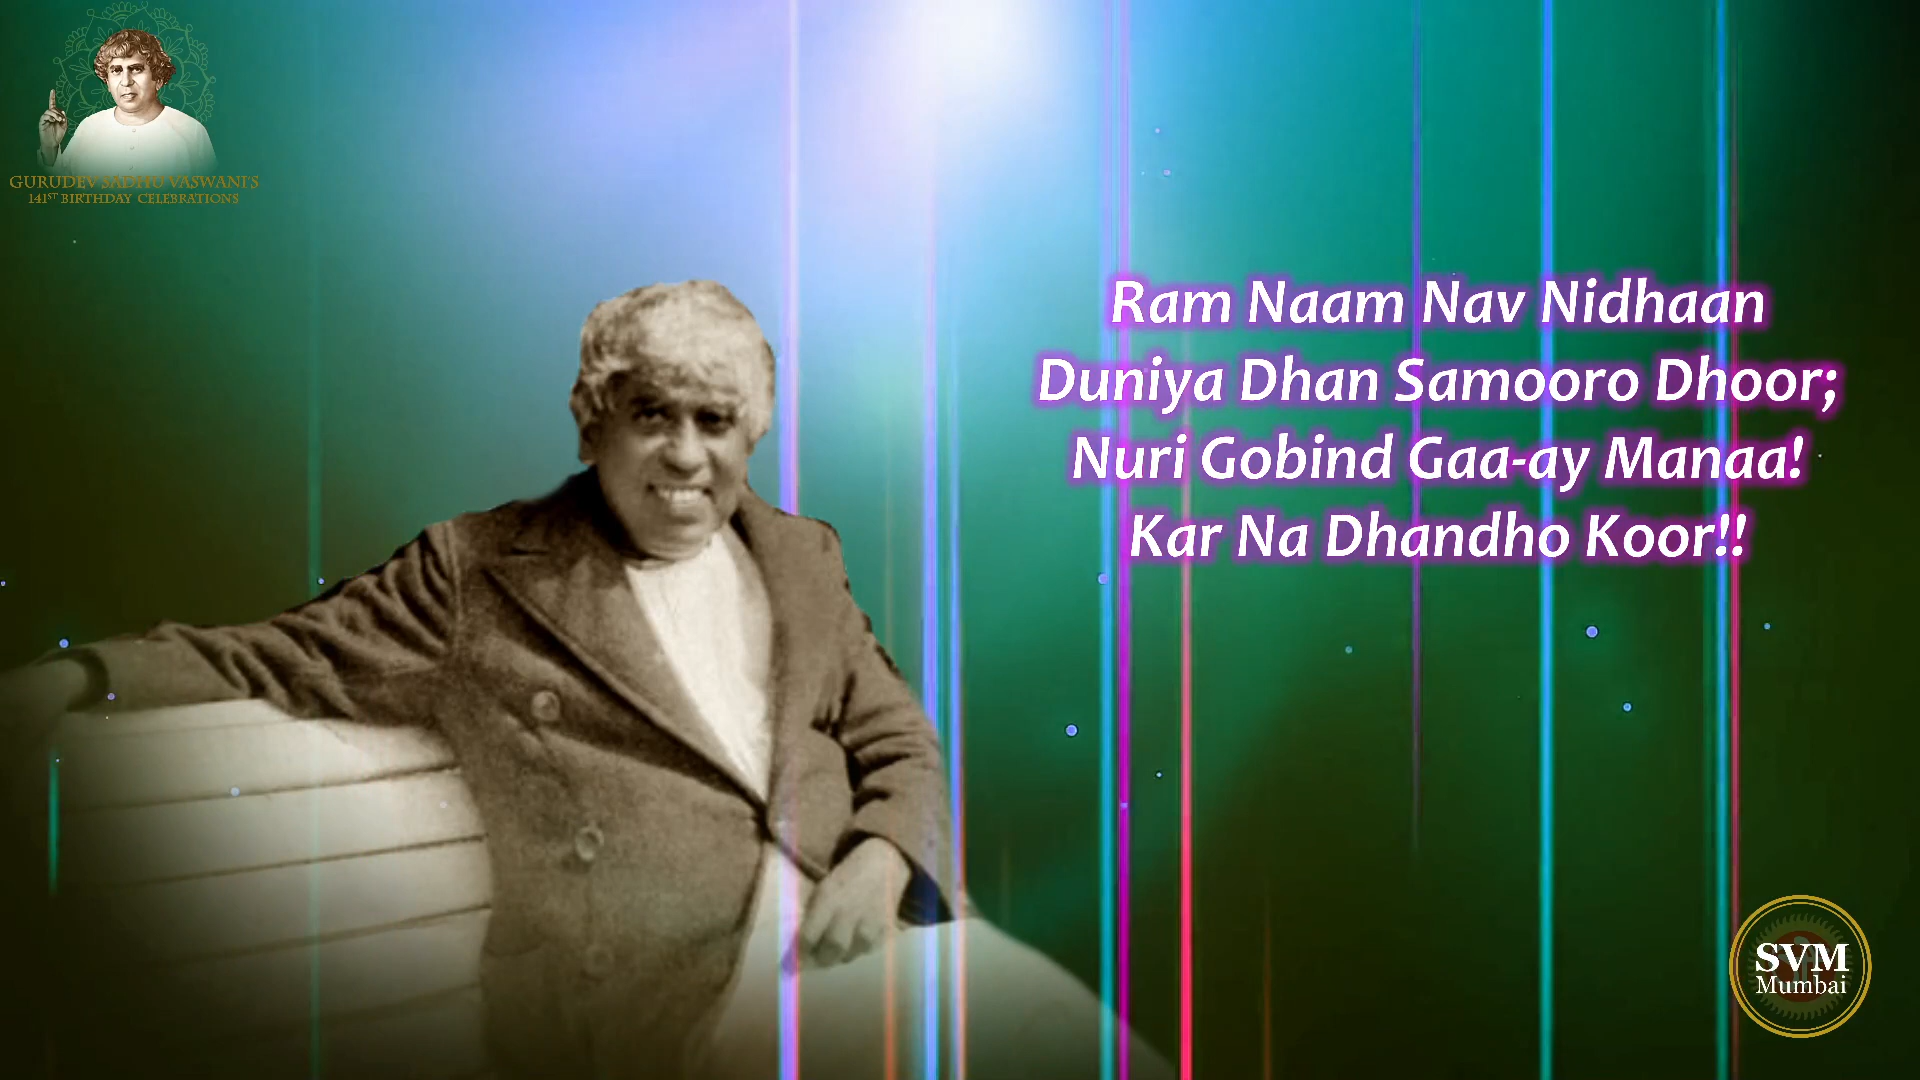 GURUDEV SADHU VASWANI'S
141ST BIRTHDAY CELEBRATIONS
Ram Naam Nav Nidhaan
Duniya Dhan Samooro Dhoor;
Nuri Gobind Gaa-ay Manaa!
Kar Na Dhandho Koor!!
SVM
Mumbai